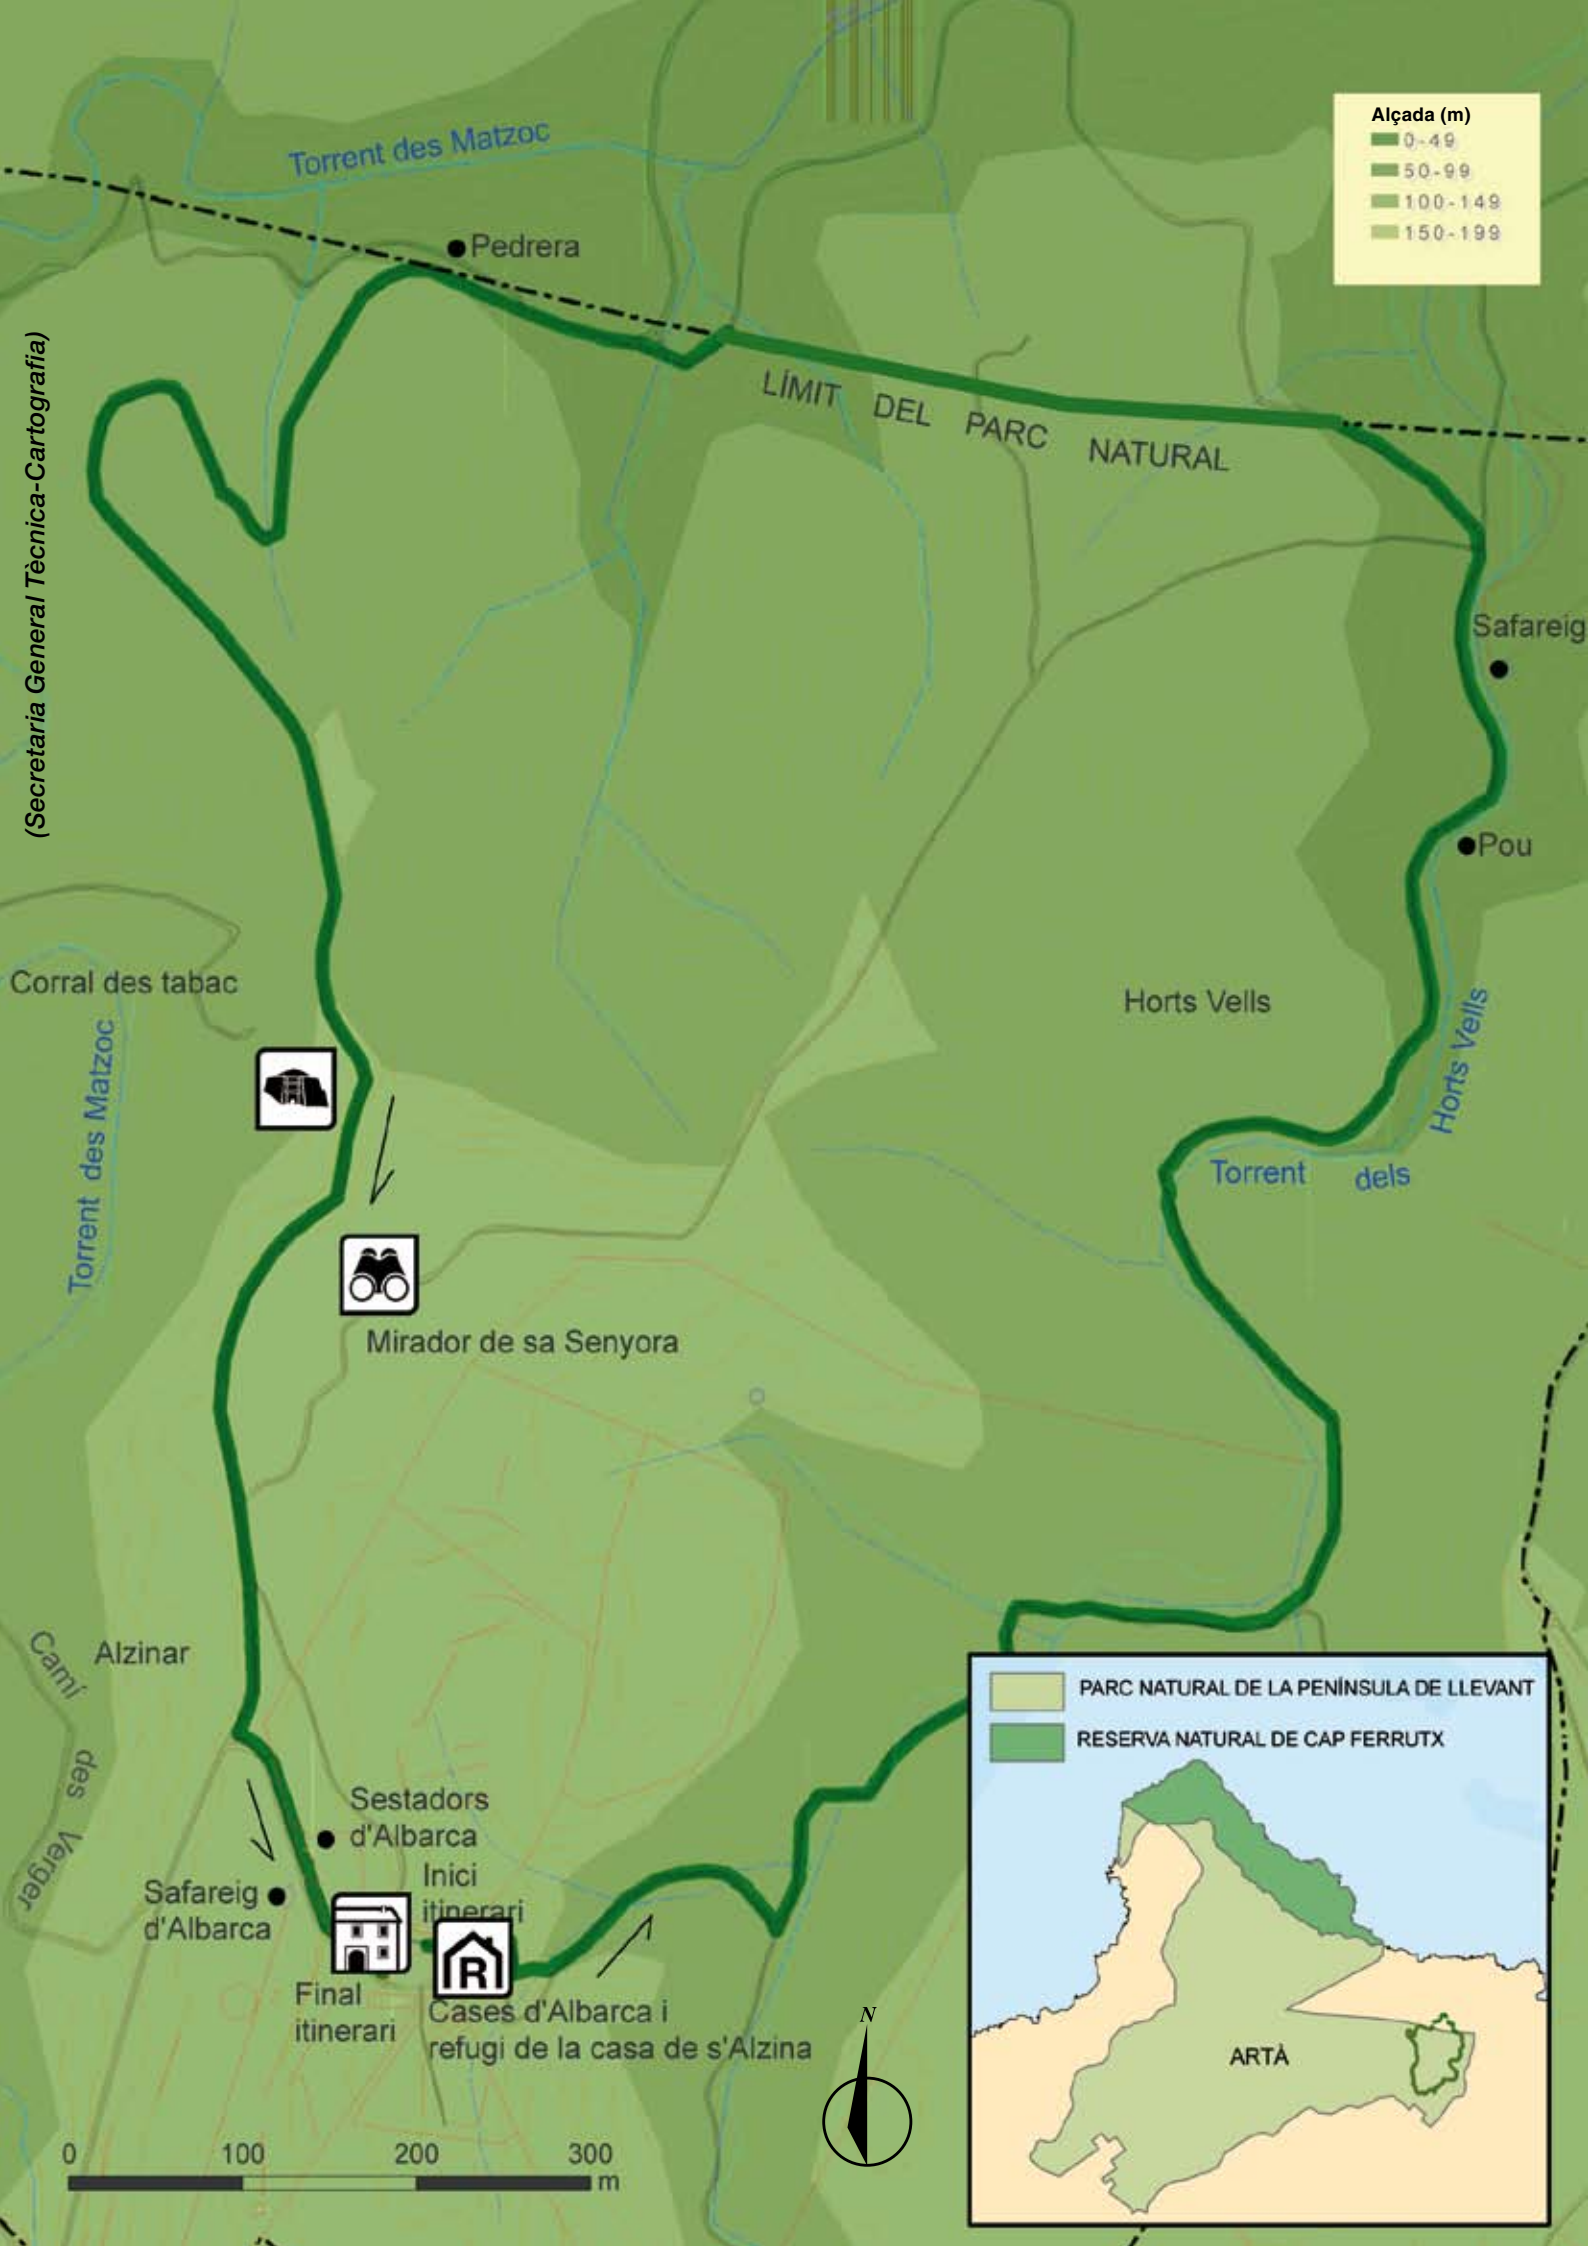 Alçada (m)
0-49
50-99
100-149
150-199
Torrent des Matzoc
Pedrera
(Secretaria General Tècnica-Cartografia)
LÍMIT DEL PARC NATURAL
Safareig
Pou
Corral des tabac
Horts Vells
Torrent des Matzoc
Torrent dels Horts Vells
Mirador de sa Senyora
Alzinar
Camí des Verger
Sestadors
d'Albarca
Inici
itinerari
Safareig
d'Albarca
R
Final
itinerari
Cases d'Albarca i
refugi de la casa de s'Alzina
N
0 100 200 300
m
PARC NATURAL DE LA PENÍNSULA DE LLEVANT
RESERVA NATURAL DE CAP FERRUTX
ARTÀ